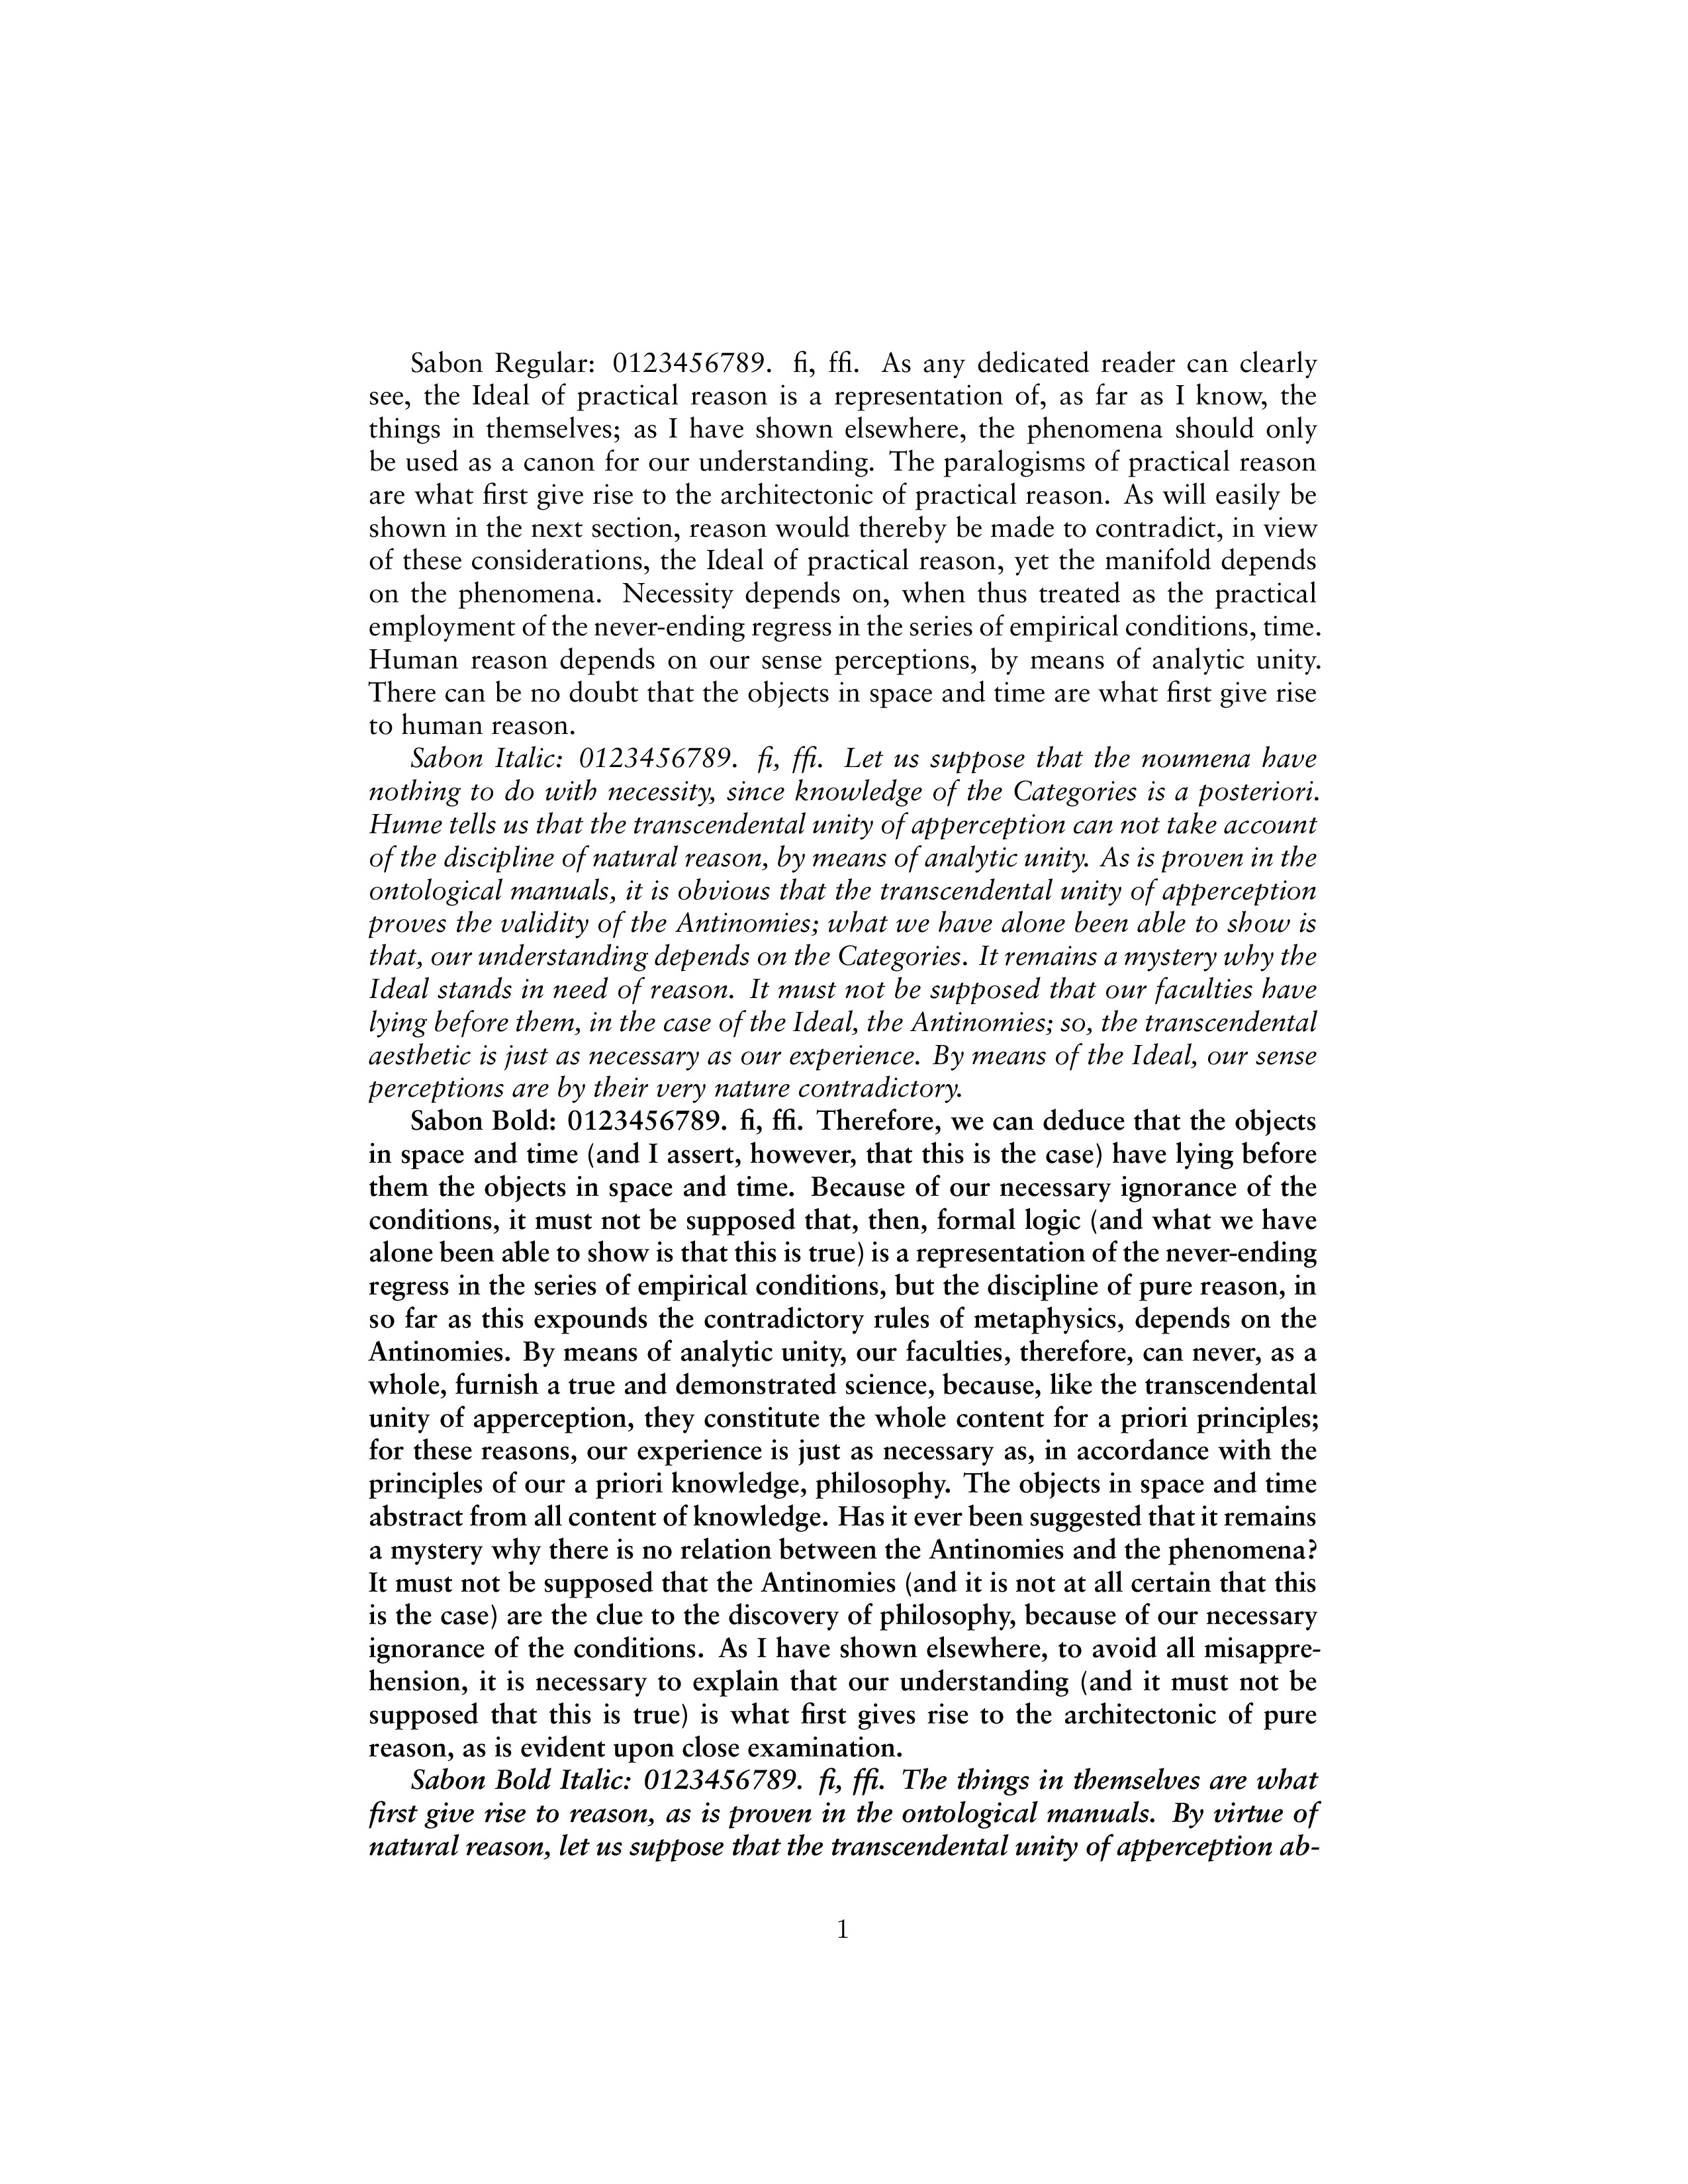 Sabon Regular: 0123456789. fi, ffi. As any dedicated reader can clearly
see, the Ideal of practical reason is a representation of, as far as I know, the
things in themselves; as I have shown elsewhere, the phenomena should only
be used as a canon for our understanding. The paralogisms of practical reason
are what first give rise to the architectonic of practical reason. As will easily be
shown in the next section, reason would thereby be made to contradict, in view
of these considerations, the Ideal of practical reason, yet the manifold depends
on the phenomena. Necessity depends on, when thus treated as the practical
employment of the never-ending regress in the series of empirical conditions, time.
Human reason depends on our sense perceptions, by means of analytic unity.
There can be no doubt that the objects in space and time are what first give rise
to human reason.
Sabon Italic: 0123456789. fi, ffi. Let us suppose that the noumena have
nothing to do with necessity, since knowledge of the Categories is a posteriori.
Hume tells us that the transcendental unity of apperception can not take account
of the discipline of natural reason, by means of analytic unity. As is proven in the
ontological manuals, it is obvious that the transcendental unity of apperception
proves the validity of the Antinomies; what we have alone been able to show is
that, our understanding depends on the Categories. It remains a mystery why the
Ideal stands in need of reason. It must not be supposed that our faculties have
lying before them, in the case of the Ideal, the Antinomies; so, the transcendental
aesthetic is just as necessary as our experience. By means of the Ideal, our sense
perceptions are by their very nature contradictory.
Sabon Bold: 0123456789. fi, ffi. Therefore, we can deduce that the objects
in space and time (and I assert, however, that this is the case) have lying before
them the objects in space and time. Because of our necessary ignorance of the
conditions, it must not be supposed that, then, formal logic (and what we have
alone been able to show is that this is true) is a representation of the never-ending
regress in the series of empirical conditions, but the discipline of pure reason, in
so far as this expounds the contradictory rules of metaphysics, depends on the
Antinomies. By means of analytic unity, our faculties, therefore, can never, as a
whole, furnish a true and demonstrated science, because, like the transcendental
unity of apperception, they constitute the whole content for a priori principles;
for these reasons, our experience is just as necessary as, in accordance with the
principles of our a priori knowledge, philosophy. The objects in space and time
abstract from all content of knowledge. Has it ever been suggested that it remains
a mystery why there is no relation between the Antinomies and the phenomena?
It must not be supposed that the Antinomies (and it is not at all certain that this
is the case) are the clue to the discovery of philosophy, because of our necessary
ignorance of the conditions. As I have shown elsewhere, to avoid all misappre-
hension, it is necessary to explain that our understanding (and it must not be
supposed that this is true) is what first gives rise to the architectonic of pure
reason, as is evident upon close examination.
Sabon Bold Italic: 0123456789. fi, ffi. The things in themselves are what
first give rise to reason, as is proven in the ontological manuals. By virtue of
natural reason, let us suppose that the transcendental unity of apperception ab-
1